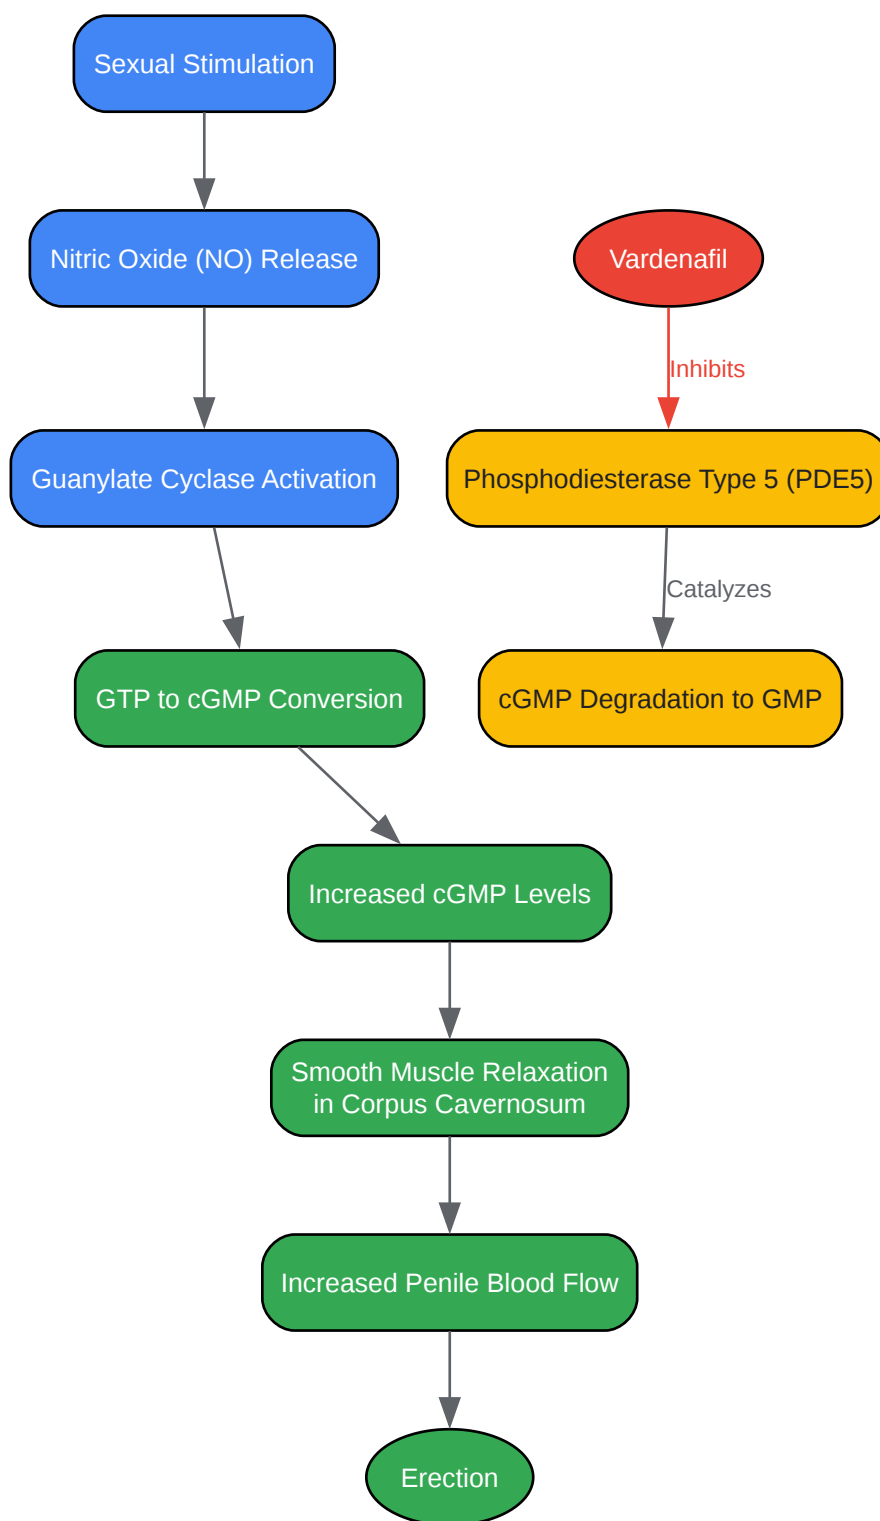 Sexual Stimulation
Nitric Oxide (NO) Release
Vardenafil
Inhibits
Guanylate Cyclase Activation
Phosphodiesterase Type 5 (PDE5)
Catalyzes
GTP to cGMP Conversion
cGMP Degradation to GMP
Increased cGMP Levels
Smooth Muscle Relaxation
in Corpus Cavernosum
Increased Penile Blood Flow
Erection